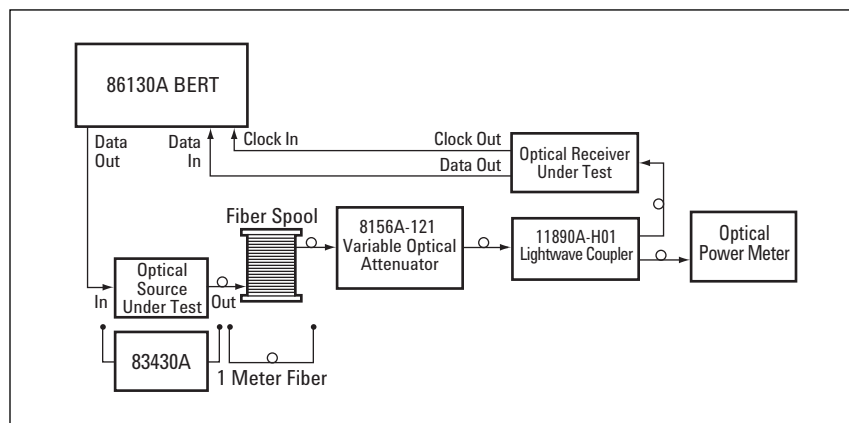 86130A BERT
Data
Out
Data
In
Clock In
Clock Out
Data Out
Optical Receiver
Under Test
Fiber Spool
8156A-121
Variable Optical
Attenuator
11890A-H01
Lightwave Coupler
Optical
Power Meter
In
Optical
Source
Under Test
Out
83430A
1 Meter Fiber